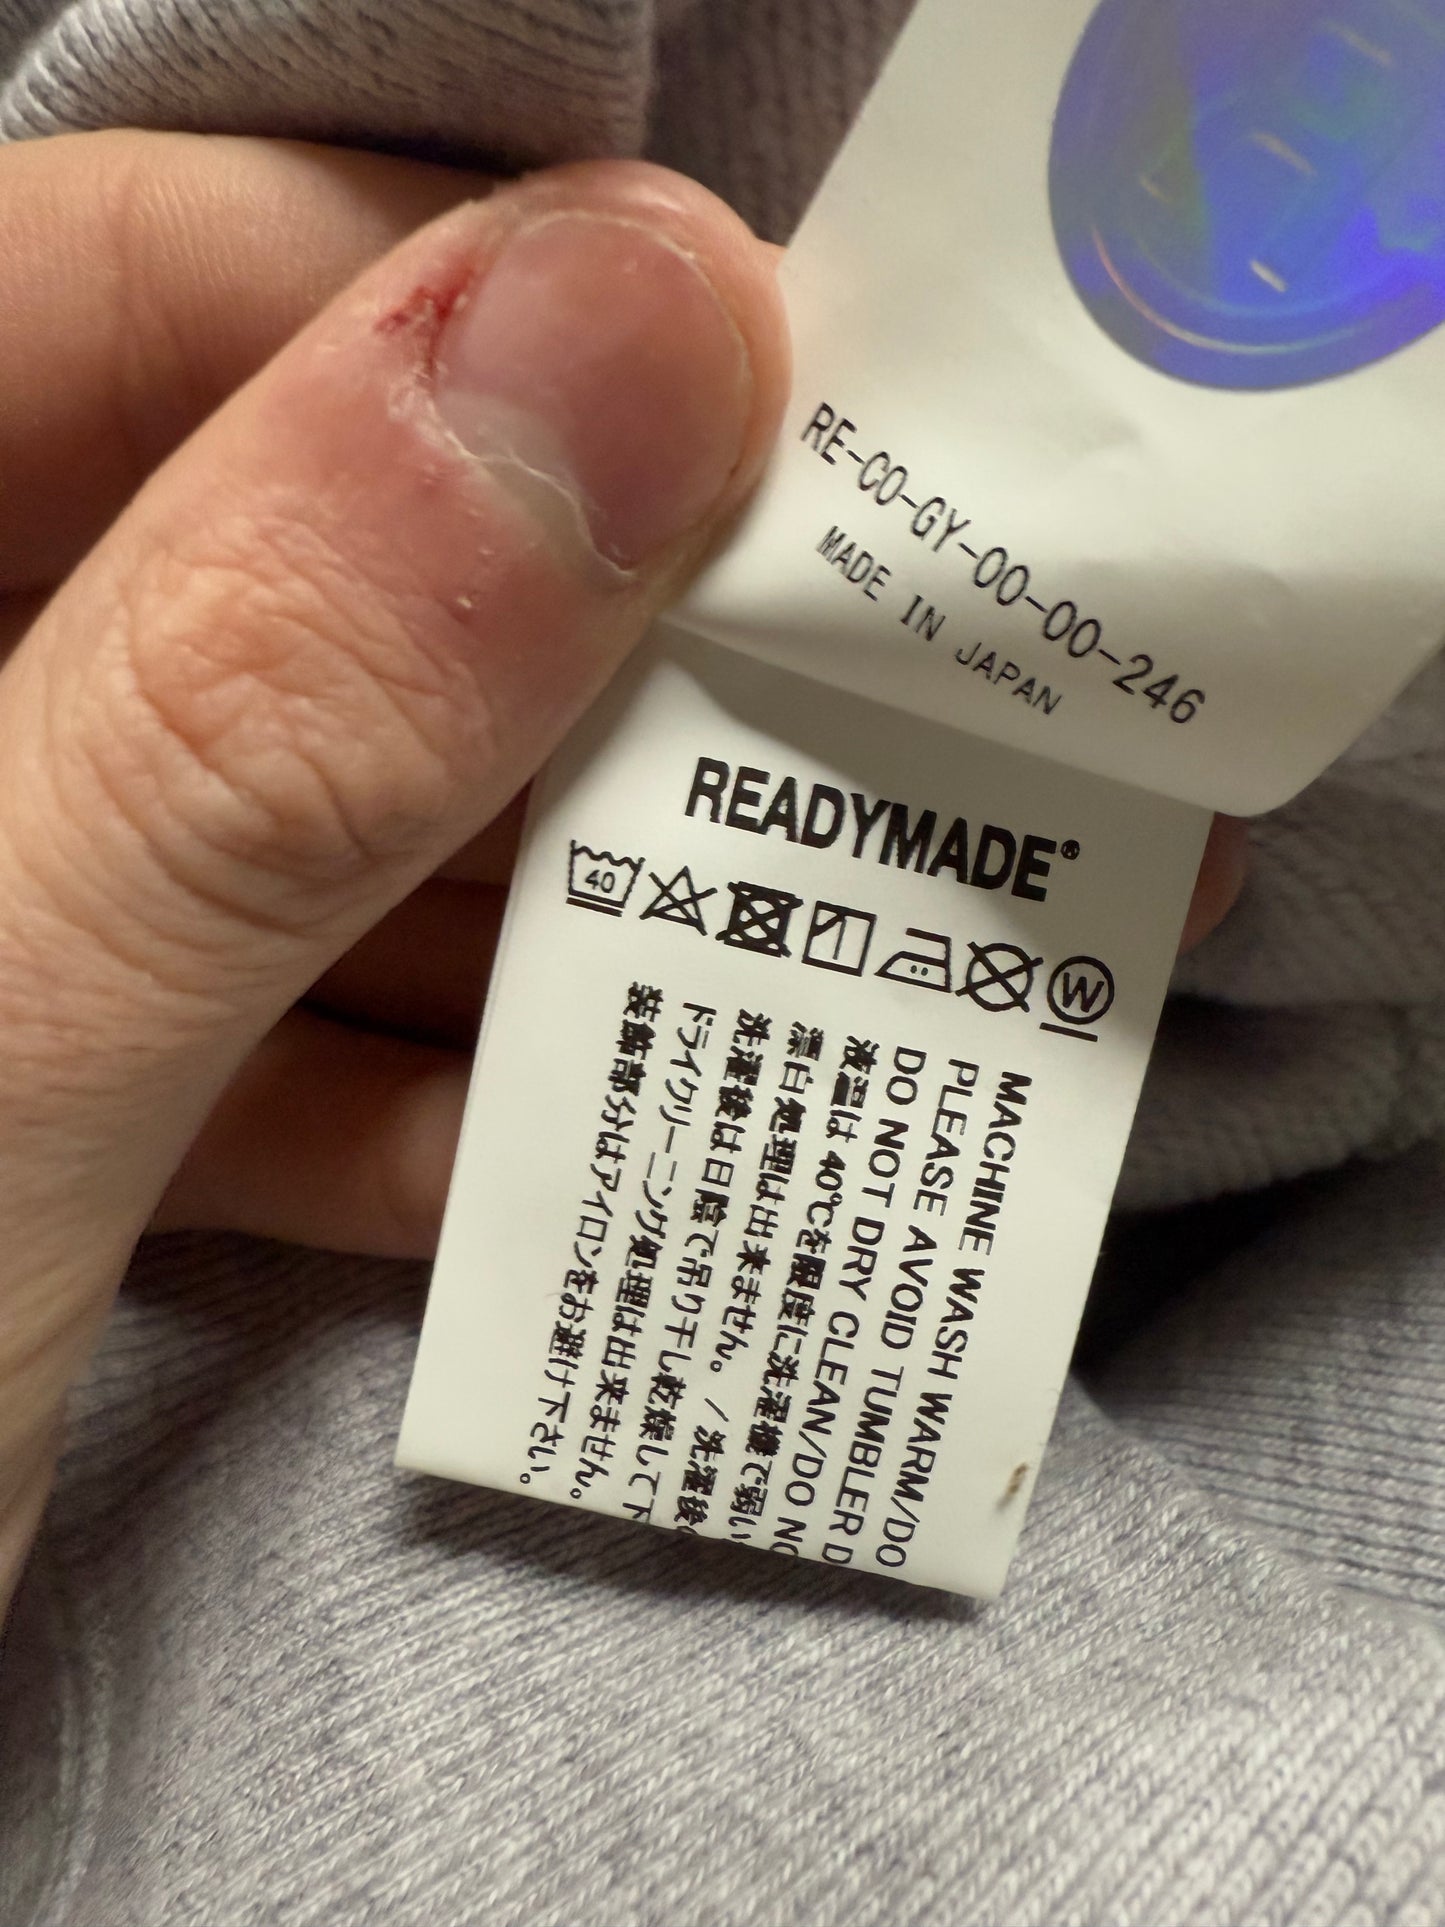 RE-CO-GY-00-00-246
MADE IN JAPAN
READYMADE®
40
W
MACHINE WASH WARM/DO
PLEASE AVOID TUMBLER D
DO NOT DRY CLEAN/DO NO
液温は 40℃を限度に洗濯機で弱い
漂白処理は出来ません。/ 洗濯後
洗濯後は日陰で吊り干し乾燥して下
ドライクリーニング処理は出来ません。
装飾部分はアイロンをお避け下さい。